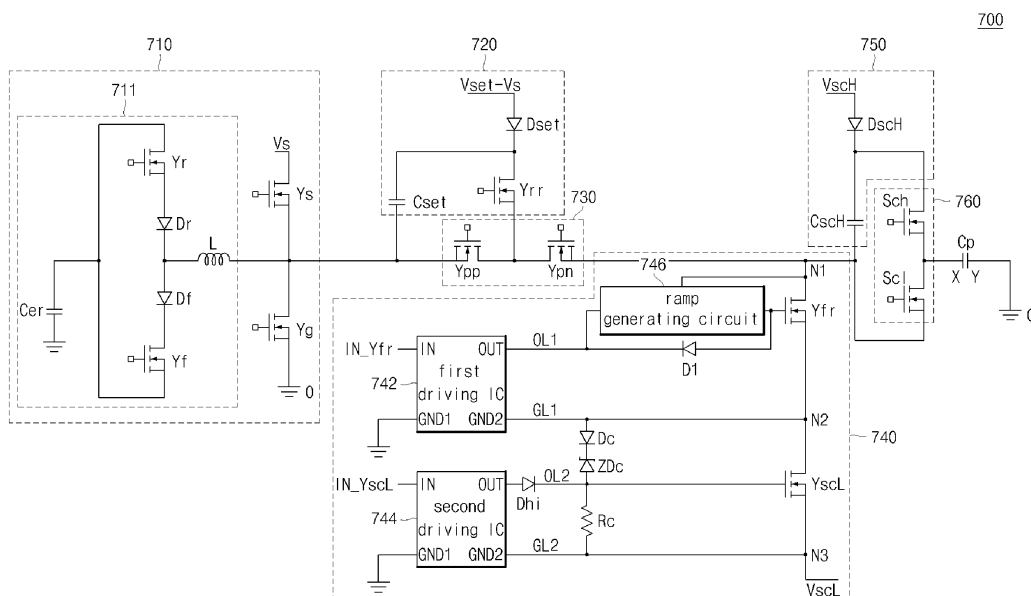 700
710
720
750
711
Vset-Vs
VscH
Dset
DscH
Yr
Vs
Ys
Yrr
Cset
730
CscH
Sch
760
Dr
L
Cp
Ypp
Ypn
746
N1
X Y
Df
ramp
generating circuit
Yfr
Scl
Cer
0
Yf
Yg
IN_Yfr
IN OUT
OL1
D1
742
first
driving IC
0
GND1 GND2
GL1
N2
740
Dc
ZDc
IN_YscL
IN OUT
OL2
YscL
Dhi
744
second
driving IC
Rc
GND1 GND2
GL2
N3
VscL